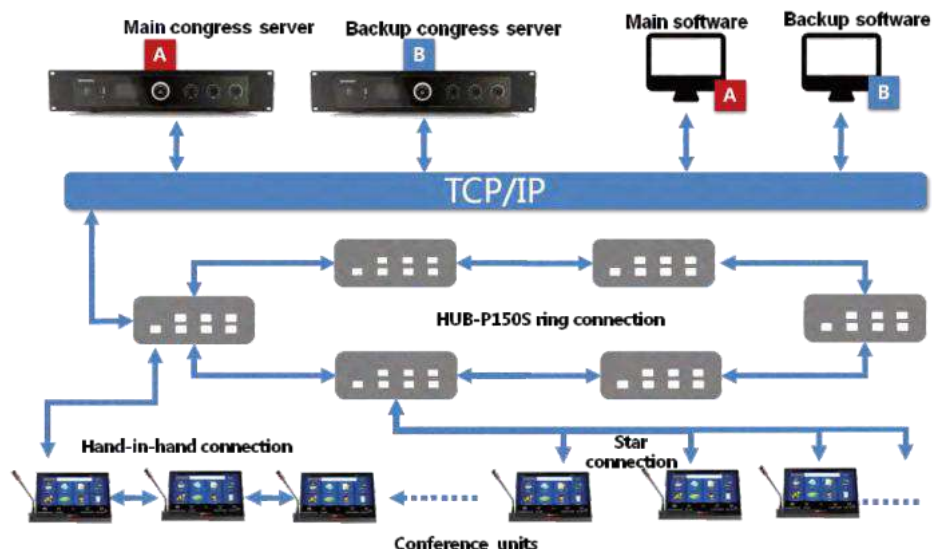 Main congress server
Backup congress server
Main software
Backup software
A
B
A
B
TCP/IP
HUB-P150S ring connection
Hand-in-hand connection
Star
connection
Conference units